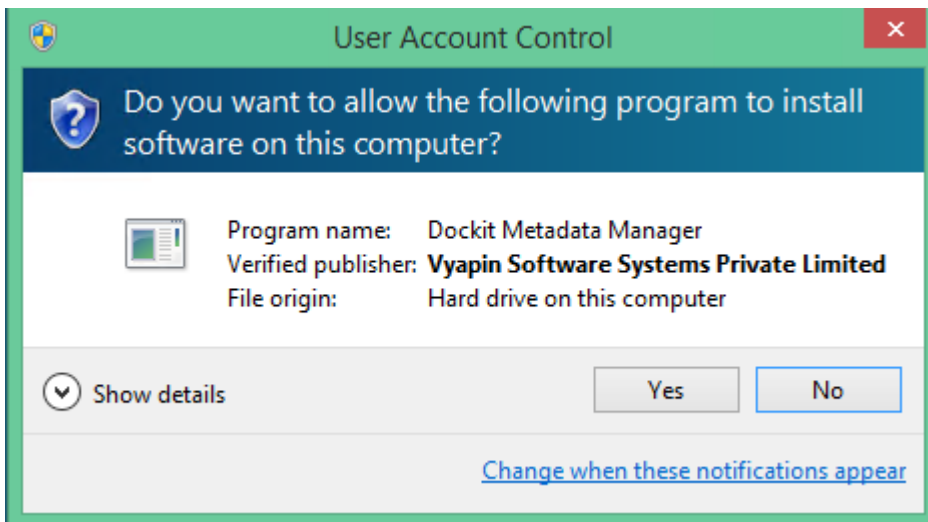 User Account Control
Do you want to allow the following program to install
software on this computer?
Program name: Dockit Metadata Manager
Verified publisher: Vyapin Software Systems Private Limited
File origin: Hard drive on this computer
Show details
Yes
No
Change when these notifications appear